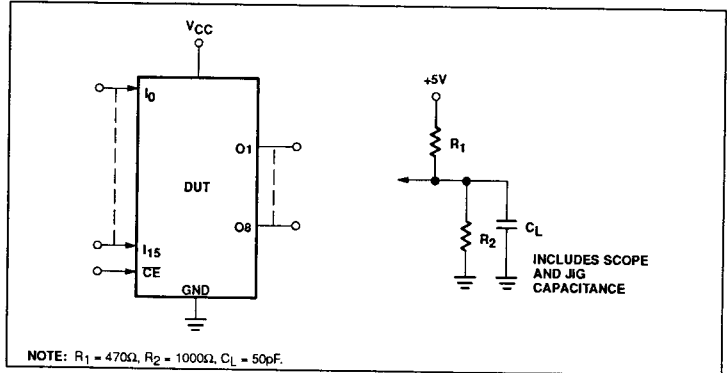 VCC
I0
O1
DUT
O8
I15
CE
GND
+5V
R1
R2
CL
INCLUDES SCOPE
AND JIG
CAPACITANCE
NOTE: R1 = 470Ω, R2 = 1000Ω, CL = 50pF.